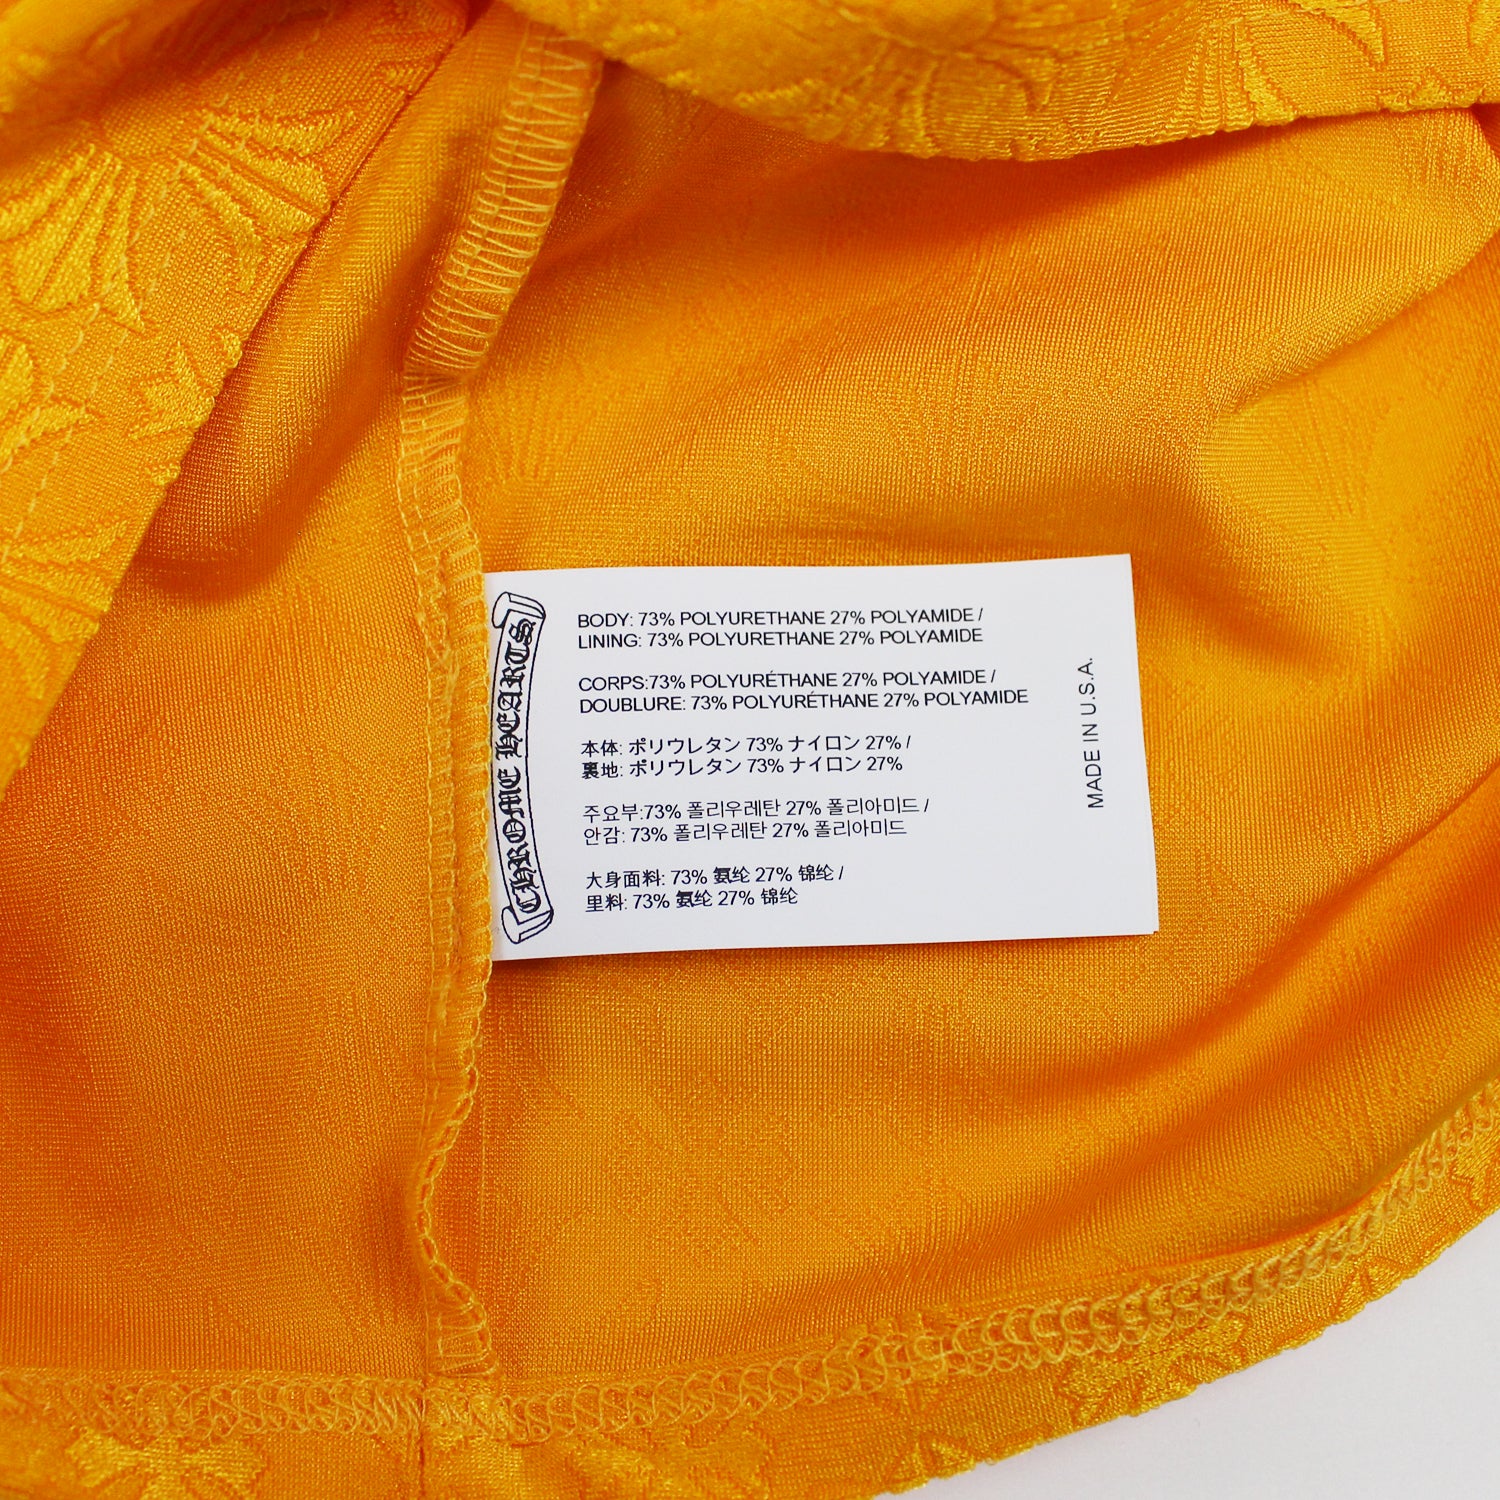 CHROME HEARTS
BODY: 73% POLYURETHANE 27% POLYAMIDE /
LINING: 73% POLYURETHANE 27% POLYAMIDE
CORPS:73% POLYURÉTHANE 27% POLYAMIDE /
DOUBLURE: 73% POLYURÉTHANE 27% POLYAMIDE
本体: ポリウレタン 73% ナイロン 27% /
裏地: ポリウレタン 73% ナイロン 27%
주요부:73% 폴리우레탄 27% 폴리아미드 /
안감: 73% 폴리우레탄 27% 폴리아미드
大身面料: 73% 氨纶 27% 锦纶 /
里料: 73% 氨纶 27% 锦纶
MADE IN U.S.A.